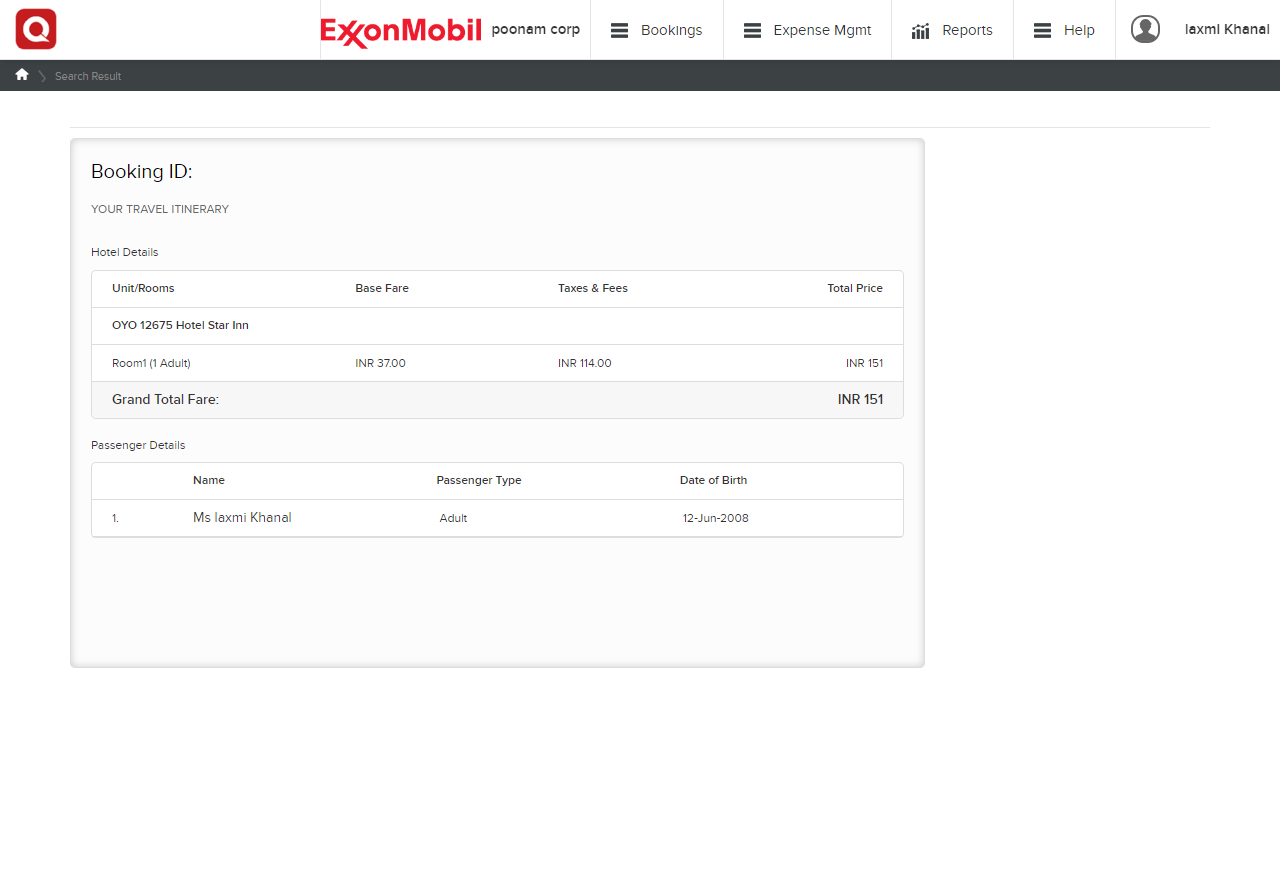 Q ExxonMobil poonam corp Bookings Expense Mgmt Reports Help laxmi Khanal
Search Result
Booking ID:
YOUR TRAVEL ITINERARY
Hotel Details
Unit/Rooms Base Fare Taxes & Fees Total Price
OYO 12675 Hotel Star Inn
Room1 (1 Adult) INR 37.00 INR 114.00 INR 151
Grand Total Fare: INR 151
Passenger Details
Name Passenger Type Date of Birth
1. Ms laxmi Khanal Adult 12-Jun-2008